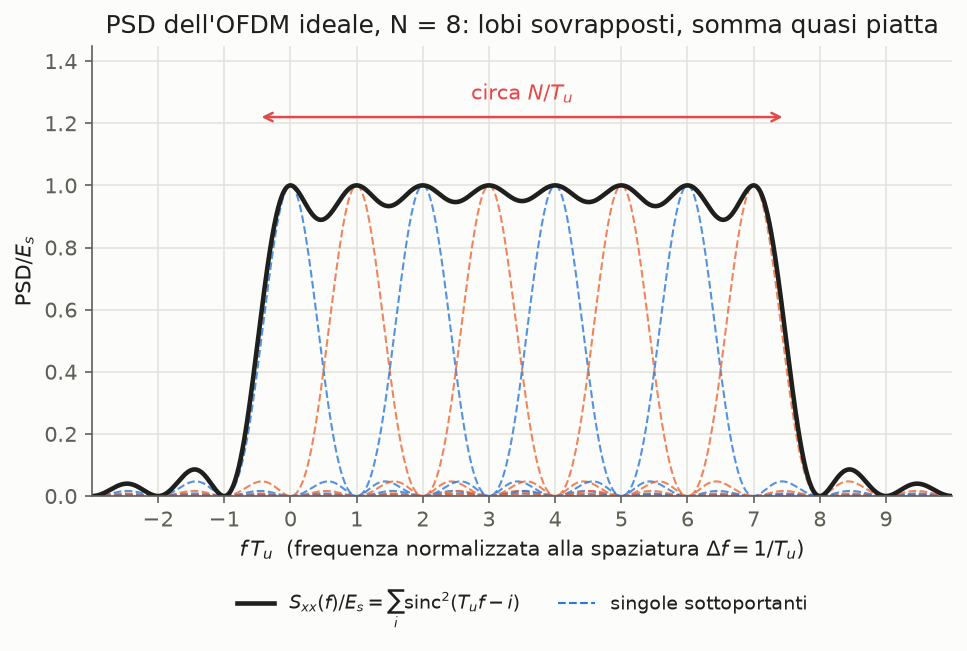 PSD dell'OFDM ideale, N = 8: lobi sovrapposti, somma quasi piatta
circa N/T_u
PSD/E_s
1.4
1.2
1.0
0.8
0.6
0.4
0.2
0.0
−2 −1 0 1 2 3 4 5 6 7 8 9
f T_u (frequenza normalizzata alla spaziatura Δf = 1/T_u)
S_xx(f)/E_s = ∑_i sinc²(T_u f − i)
singole sottoportanti